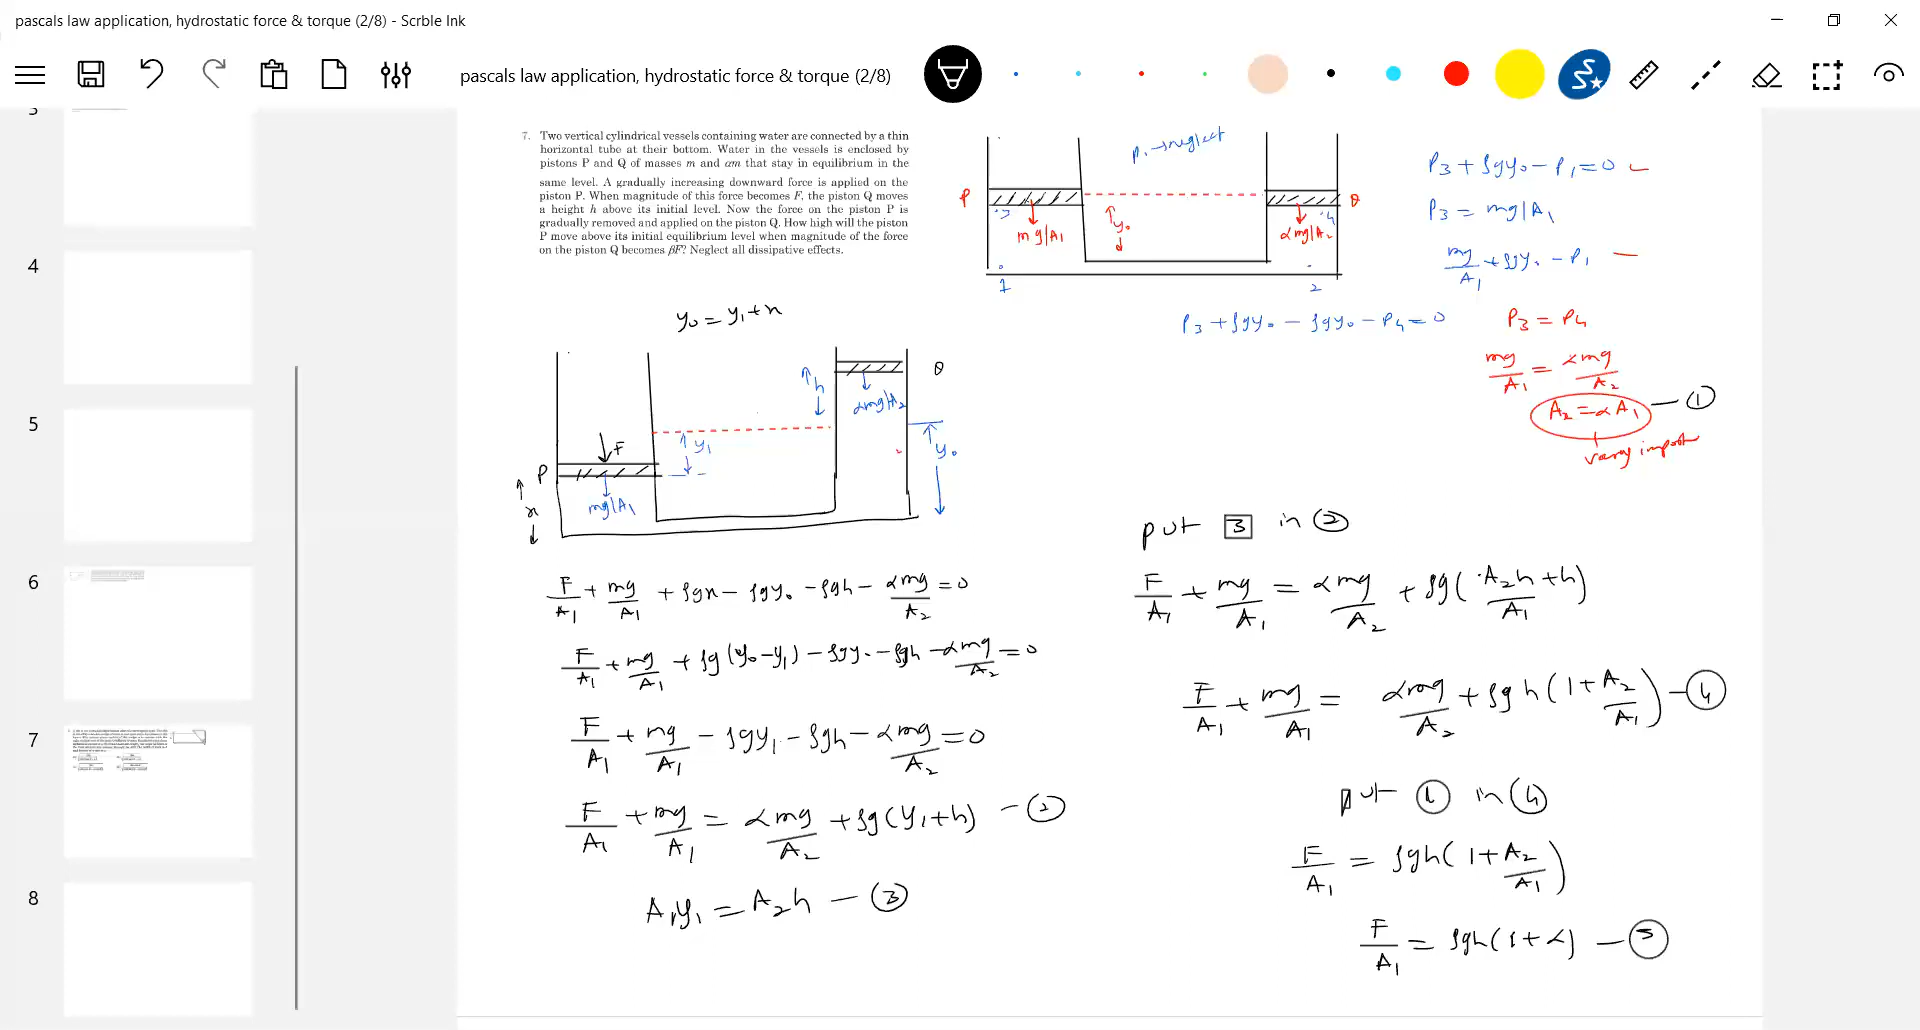 pascals law application, hydrostatic force & torque (2/8) - Scrble Ink
pascals law application, hydrostatic force & torque (2/8)
3
4
5
6
7
8
7. Two vertical cylindrical vessels containing water are connected by a thin
horizontal tube at their bottom. Water in the vessels is enclosed by
pistons P and Q of masses m and αm that stay in equilibrium in the
same level. A gradually increasing downward force is applied on the
piston P. When magnitude of this force becomes F, the piston Q moves
a height h above its initial level. Now the force on the piston P is
gradually removed and applied on the piston Q. How high will the piston
P move above its initial equilibrium level when magnitude of the force
on the piston Q becomes βF? Neglect all dissipative effects.
P. → neglect
P
Q
·3
·4
mg/A₁
y₀
αmg/A₂
1
2
P₃ + ρgy₀ − ρgy₀ − P₄ = 0
P₃ + ρgy₀ − P₁ = 0
P₃ = mg/A₁
mg/A₁ + ρgy₀ − P₁
P₃ = P₄
mg/A₁ = αmg/A₂
A₂ = αA₁ — ①
very import
y₀ = y₁ + x
h
Q
αmg/A₂
F
y₁
y₀
P
x
mg/A₁
F/A₁ + mg/A₁ + ρgx − ρgy₀ − ρgh − αmg/A₂ = 0
F/A₁ + mg/A₁ + ρg(y₀ − y₁) − ρgy₀ − ρgh − αmg/A₂ = 0
F/A₁ + mg/A₁ − ρgy₁ − ρgh − αmg/A₂ = 0
F/A₁ + mg/A₁ = αmg/A₂ + ρg(y₁ + h) — ②
A₁y₁ = A₂h — ③
put 3 in ②
F/A₁ + mg/A₁ = αmg/A₂ + ρg(A₂h/A₁ + h)
F/A₁ + mg/A₁ = αmg/A₂ + ρgh(1 + A₂/A₁) — ④
put ① in ④
F/A₁ = ρgh(1 + A₂/A₁)
F/A₁ = ρgh(1 + α) — ⑤